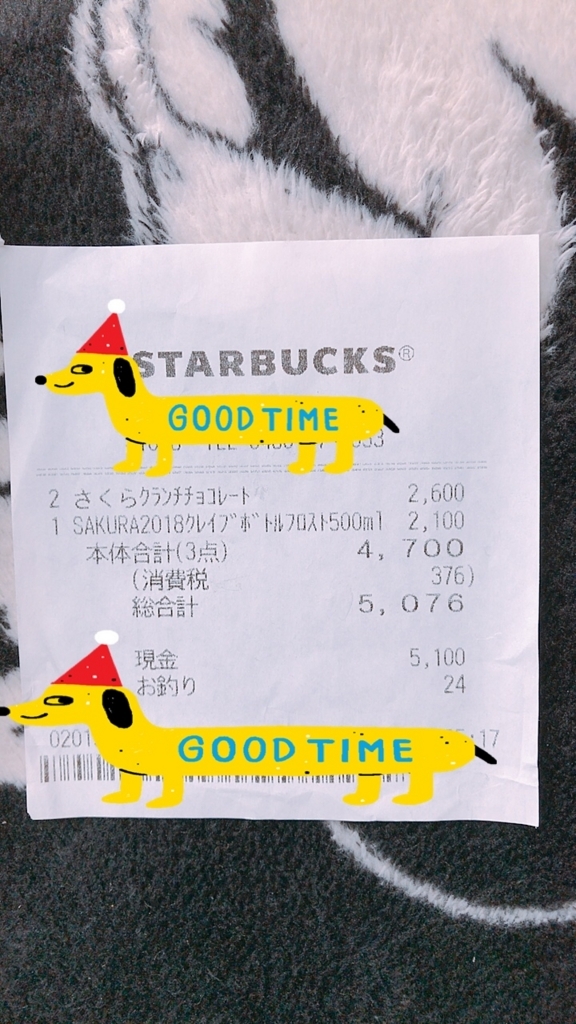 STARBUCKS®
GOOD TIME
2 さくらクランチチョコレート 2,600
1 SAKURA2018クレイブボトルフロスト500ml 2,100
本体合計(3点) 4,700
(消費税 376)
総合計 5,076
現金 5,100
お釣り 24
GOOD TIME